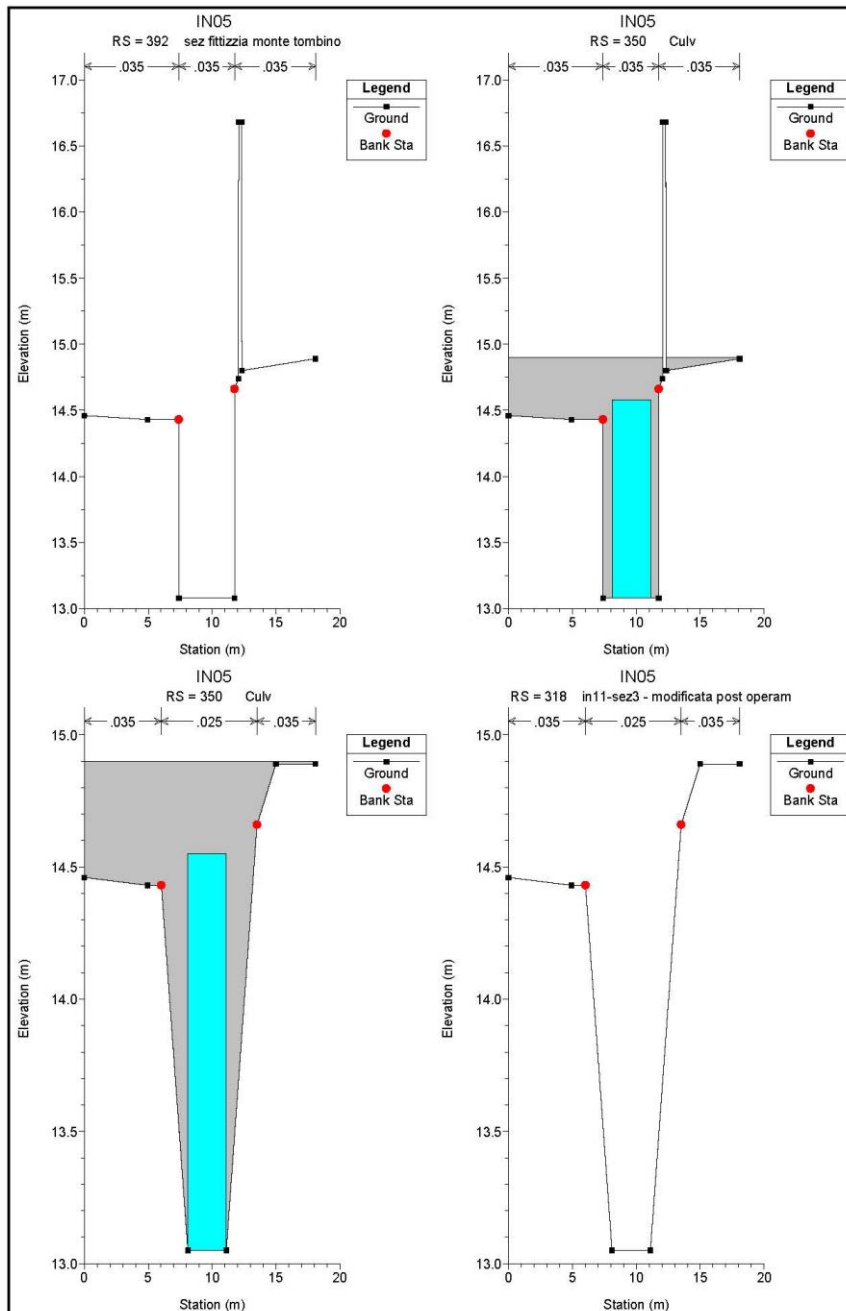 IN05
RS = 392 sez fittizzia monte tombino
.035 .035 .035
Legend
Ground
Bank Sta
17.0
16.5
16.0
15.5
15.0
14.5
14.0
13.5
13.0
Elevation (m)
0 5 10 15 20
Station (m)
IN05
RS = 350 Culv
.035 .035 .035
Legend
Ground
Bank Sta
17.0
16.5
16.0
15.5
15.0
14.5
14.0
13.5
13.0
Elevation (m)
0 5 10 15 20
Station (m)
IN05
RS = 350 Culv
.035 .025 .035
Legend
Ground
Bank Sta
15.0
14.5
14.0
13.5
13.0
Elevation (m)
0 5 10 15 20
Station (m)
IN05
RS = 318 in11-sez3 - modificata post operam
.035 .025 .035
Legend
Ground
Bank Sta
15.0
14.5
14.0
13.5
13.0
Elevation (m)
0 5 10 15 20
Station (m)